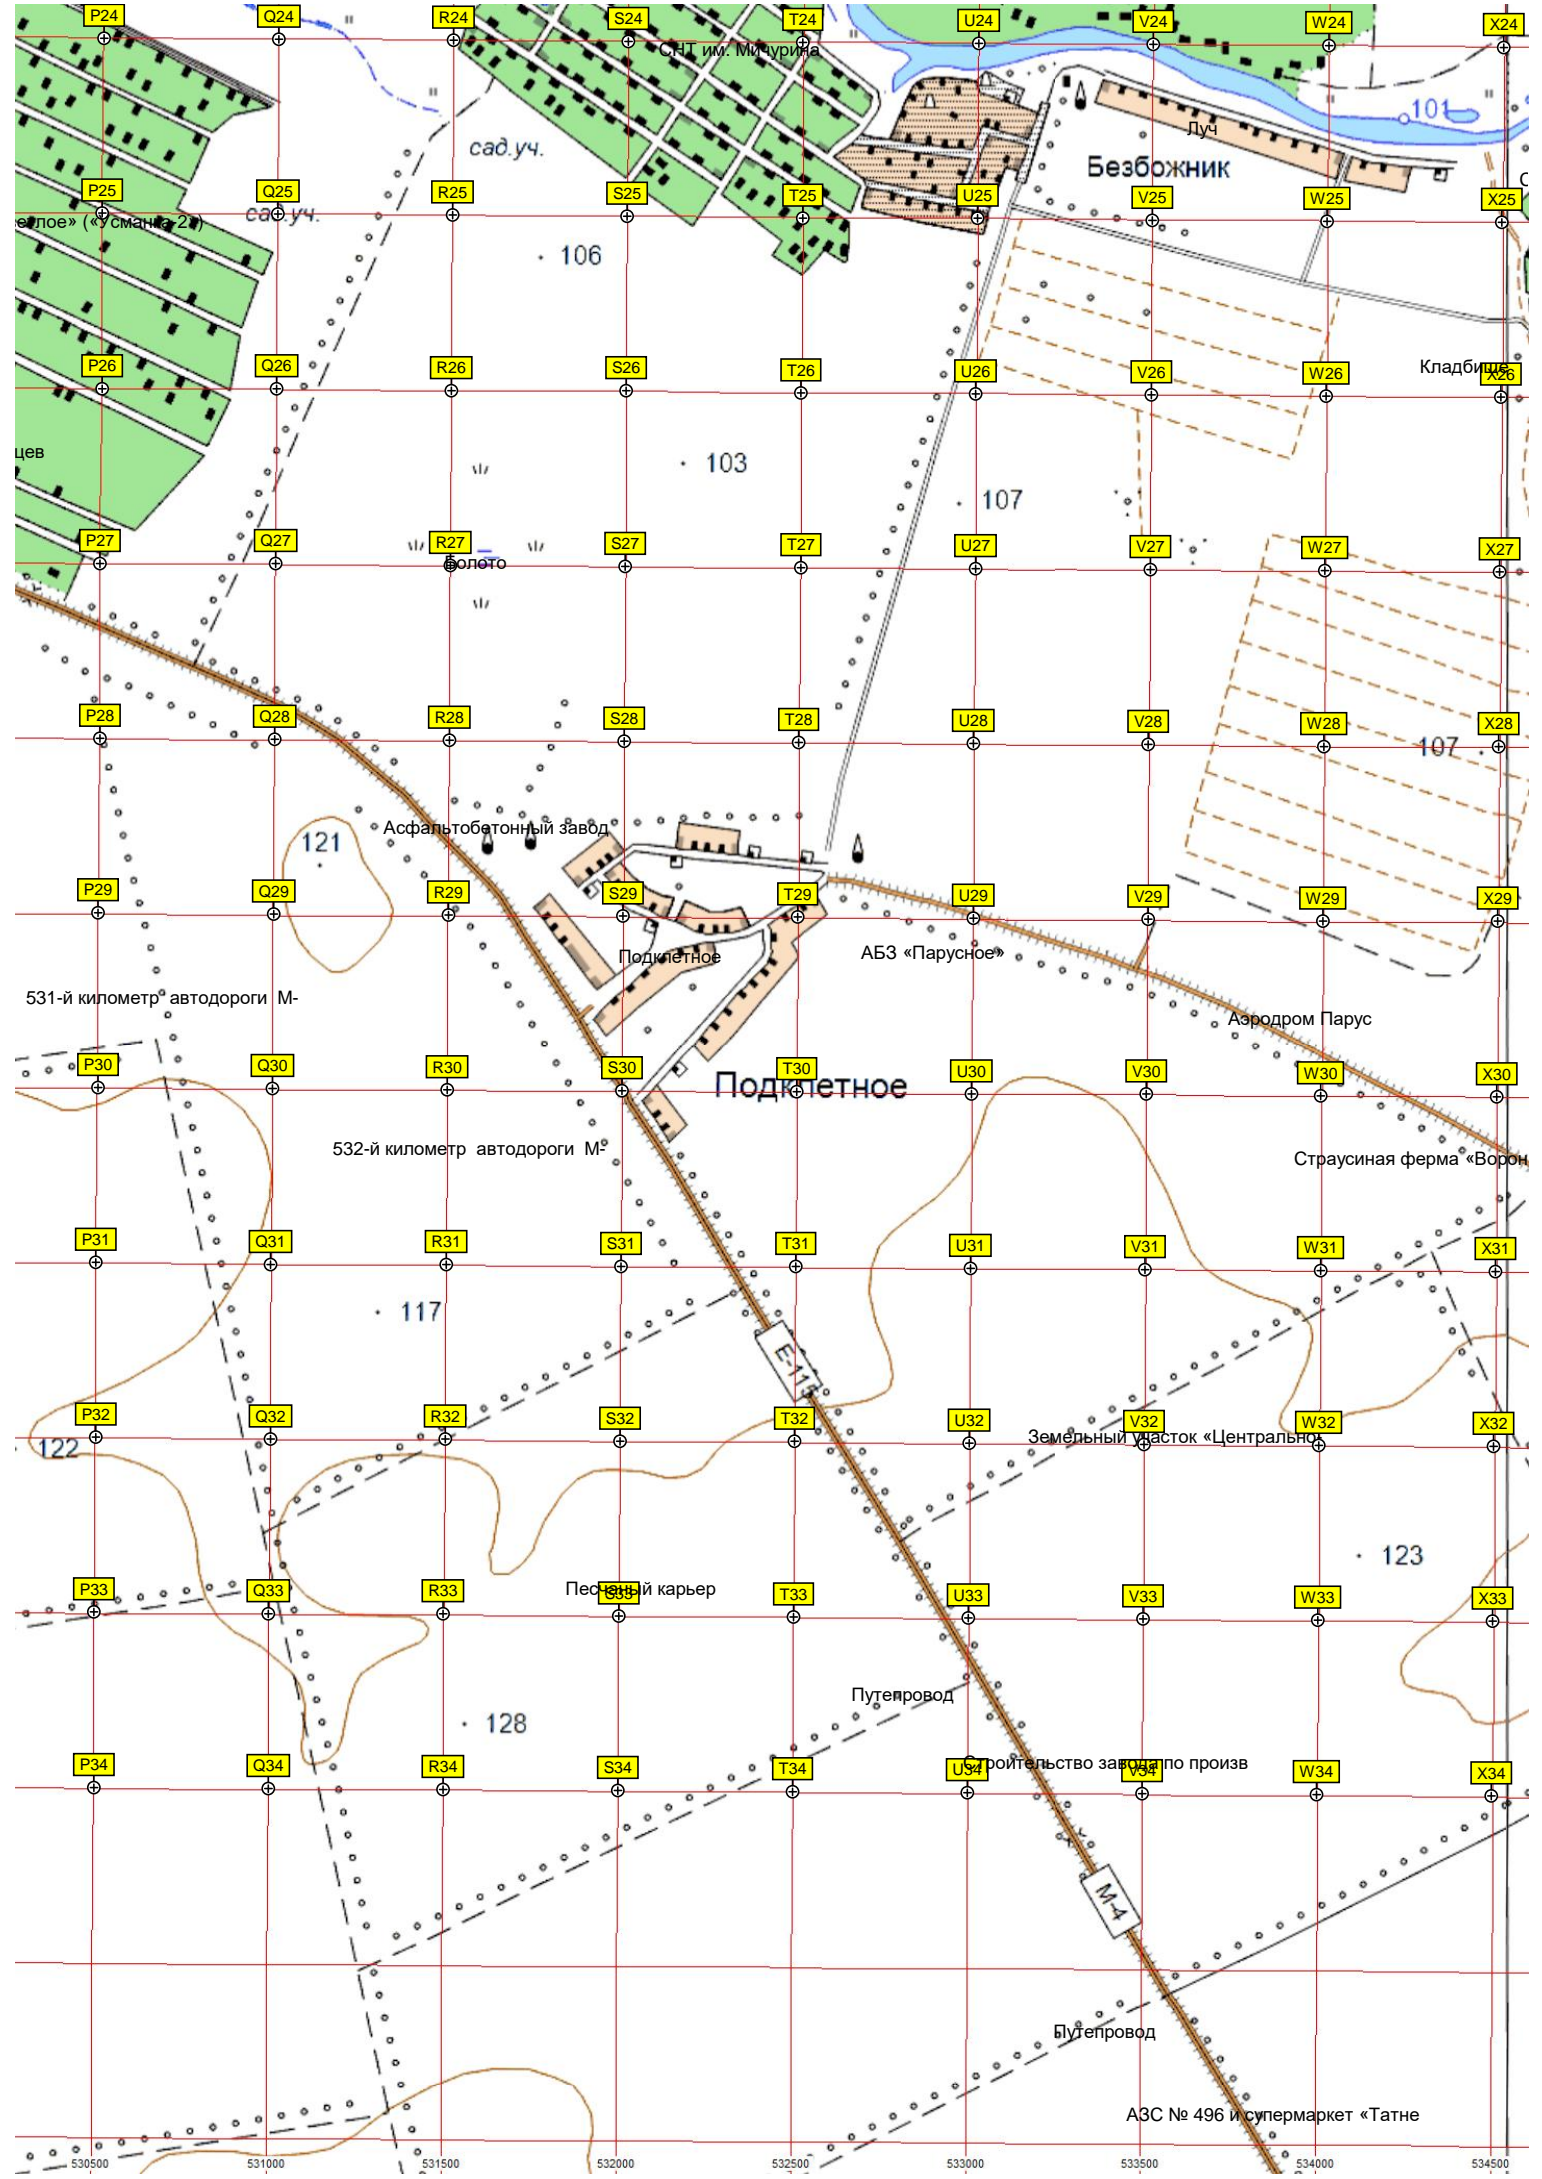 P24 Q24 R24 S24 T24 U24 V24 W24 X24
СНТ им. Мичурина
101
Луч
сад.уч.
Безбожник
P25 Q25 R25 S25 T25 U25 V25 W25 X25
сад.уч.
«Усманка-2»)
106
P26 Q26 R26 S26 T26 U26 V26 W26 X26
Кладбище
цев
103
107
P27 Q27 R27 S27 T27 U27 V27 W27 X27
Болото
P28 Q28 R28 S28 T28 U28 V28 W28 X28
107
Асфальтобетонный завод
121
P29 Q29 R29 S29 T29 U29 V29 W29 X29
Подклетное
АБЗ «Парусное»
531-й километр автодороги М-
Аэродром Парус
P30 Q30 R30 S30 T30 U30 V30 W30 X30
Подклетное
532-й километр автодороги М-
Страусиная ферма «Ворон
P31 Q31 R31 S31 T31 U31 V31 W31 X31
117
E-115
P32 Q32 R32 S32 T32 U32 V32 W32 X32
122
Земельный участок «Центрально
123
P33 Q33 R33 S33 T33 U33 V33 W33 X33
Песчаный карьер
Путепровод
128
P34 Q34 R34 S34 T34 U34 V34 W34 X34
Строительство завода по произв
М-4
Путепровод
АЗС № 496 и супермаркет «Татне
530500 531000 531500 532000 532500 533000 533500 534000 534500